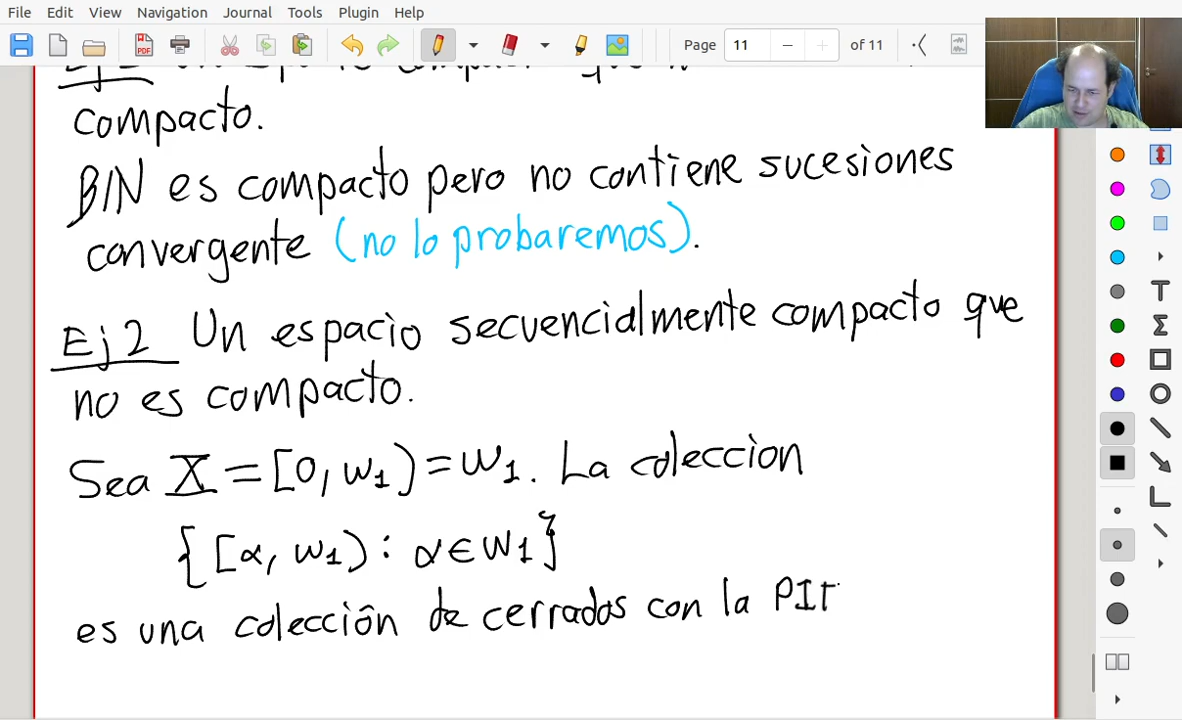 File Edit View Navigation Journal Tools Plugin Help
Page 11 of 11
compacto.
βIN es compacto pero no contiene sucesiones
convergente (no lo probaremos).
Ej 2 Un espacio secuencialmente compacto que
no es compacto.
Sea X = [0, w1) = w1. La coleccion
{[α, w1) : α ∈ w1}
es una colección de cerrados con la PIF